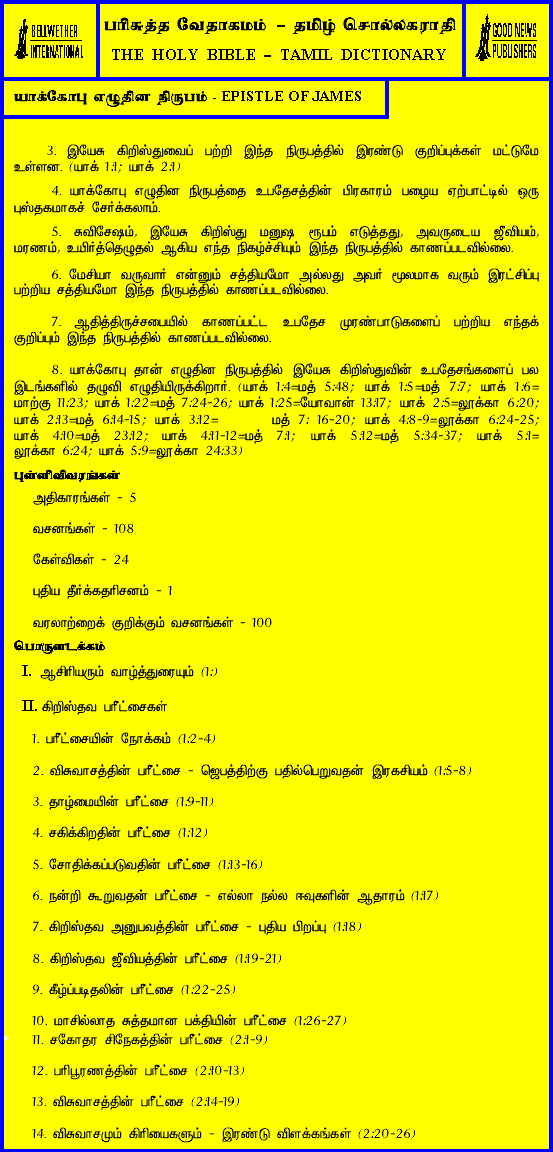 BELLWETHER
INTERNATIONAL
பரிசுத்த வேதாகமம் – தமிழ் சொல்லகராதி
THE HOLY BIBLE – TAMIL DICTIONARY
GOOD NEWS
PUBLISHERS
யாக்கோபு எழுதின நிருபம் - EPISTLE OF JAMES
3. இயேசு கிறிஸ்துவைப் பற்றி இந்த நிருபத்தில் இரண்டு குறிப்புக்கள் மட்டுமே
உள்ளன. (யாக் 1:1; யாக் 2:1)
4. யாக்கோபு எழுதின நிருபத்தை உபதேசத்தின் பிரகாரம் பழைய ஏற்பாட்டில் ஒரு
புஸ்தகமாகச் சேர்க்கலாம்.
5. சுவிசேஷம், இயேசு கிறிஸ்து மனுஷ ரூபம் எடுத்தது, அவருடைய ஜீவியம்,
மரணம், உயிர்த்தெழுதல் ஆகிய எந்த நிகழ்ச்சியும் இந்த நிருபத்தில் காணப்படவில்லை.
6. மேசியா வருவார் என்னும் சத்தியமோ அல்லது அவர் மூலமாக வரும் இரட்சிப்பு
பற்றிய சத்தியமோ இந்த நிருபத்தில் காணப்படவில்லை.
7. ஆதித்திருச்சபையில் காணப்பட்ட உபதேச முரண்பாடுகளைப் பற்றிய எந்தக்
குறிப்பும் இந்த நிருபத்தில் காணப்படவில்லை.
8. யாக்கோபு தான் எழுதின நிருபத்தில் இயேசு கிறிஸ்துவின் உபதேசங்களைப் பல
இடங்களில் தழுவி எழுதியிருக்கிறார். (யாக் 1:4=மத் 5:48; யாக் 1:5=மத் 7:7; யாக் 1:6=
மாற்கு 11:23; யாக் 1:22=மத் 7:24-26; யாக் 1:25=யோவான் 13:17; யாக் 2:5=லூக்கா 6:20;
யாக் 2:13=மத் 6:14-15; யாக் 3:12= மத் 7: 16-20; யாக் 4:8-9=லூக்கா 6:24-25;
யாக் 4:10=மத் 23:12; யாக் 4:11-12=மத் 7:1; யாக் 5:12=மத் 5:34-37; யாக் 5:1=
லூக்கா 6:24; யாக் 5:9=லூக்கா 24:33)
புள்ளிவிவரங்கள்
அதிகாரங்கள் - 5
வசனங்கள் - 108
கேள்விகள் - 24
புதிய தீர்க்கதரிசனம் - 1
வரலாற்றைக் குறிக்கும் வசனங்கள் - 100
பொருளடக்கம்
I. ஆசிரியரும் வாழ்த்துரையும் (1:)
II. கிறிஸ்தவ பரீட்சைகள்
1. பரீட்சையின் நோக்கம் (1:2-4)
2. விசுவாசத்தின் பரீட்சை - ஜெபத்திற்கு பதில்பெறுவதன் இரகசியம் (1:5-8)
3. தாழ்மையின் பரீட்சை (1:9-11)
4. சகிக்கிறதின் பரீட்சை (1:12)
5. சோதிக்கப்படுவதின் பரீட்சை (1:13-16)
6. நன்றி கூறுவதன் பரீட்சை - எல்லா நல்ல ஈவுகளின் ஆதாரம் (1:17)
7. கிறிஸ்தவ அனுபவத்தின் பரீட்சை - புதிய பிறப்பு (1:18)
8. கிறிஸ்தவ ஜீவியத்தின் பரீட்சை (1:19-21)
9. கீழ்ப்படிதலின் பரீட்சை (1:22-25)
10. மாசில்லாத சுத்தமான பக்தியின் பரீட்சை (1:26-27)
11. சகோதர சிநேகத்தின் பரீட்சை (2:1-9)
12. பரிபூரணத்தின் பரீட்சை (2:10-13)
13. விசுவாசத்தின் பரீட்சை (2:14-19)
14. விசுவாசமும் கிரியைகளும் - இரண்டு விளக்கங்கள் (2:20-26)